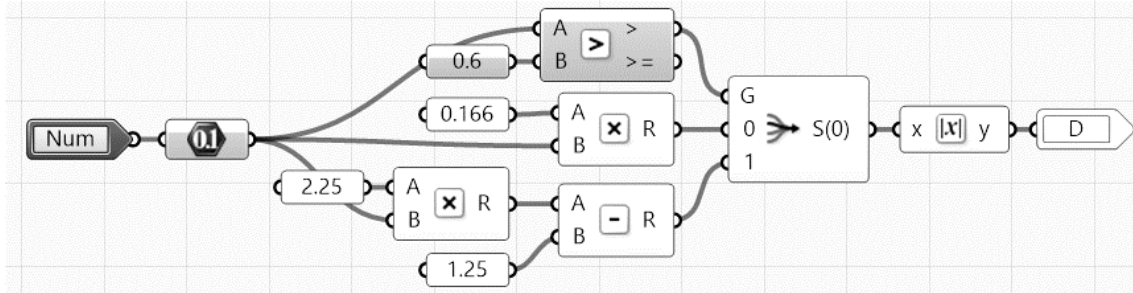 A >
0.6 B > >=
0.166 A
G
Num 0.1 × R 0 S(0) x |x| y D
B
1
2.25 A A
× R - R
B B
1.25